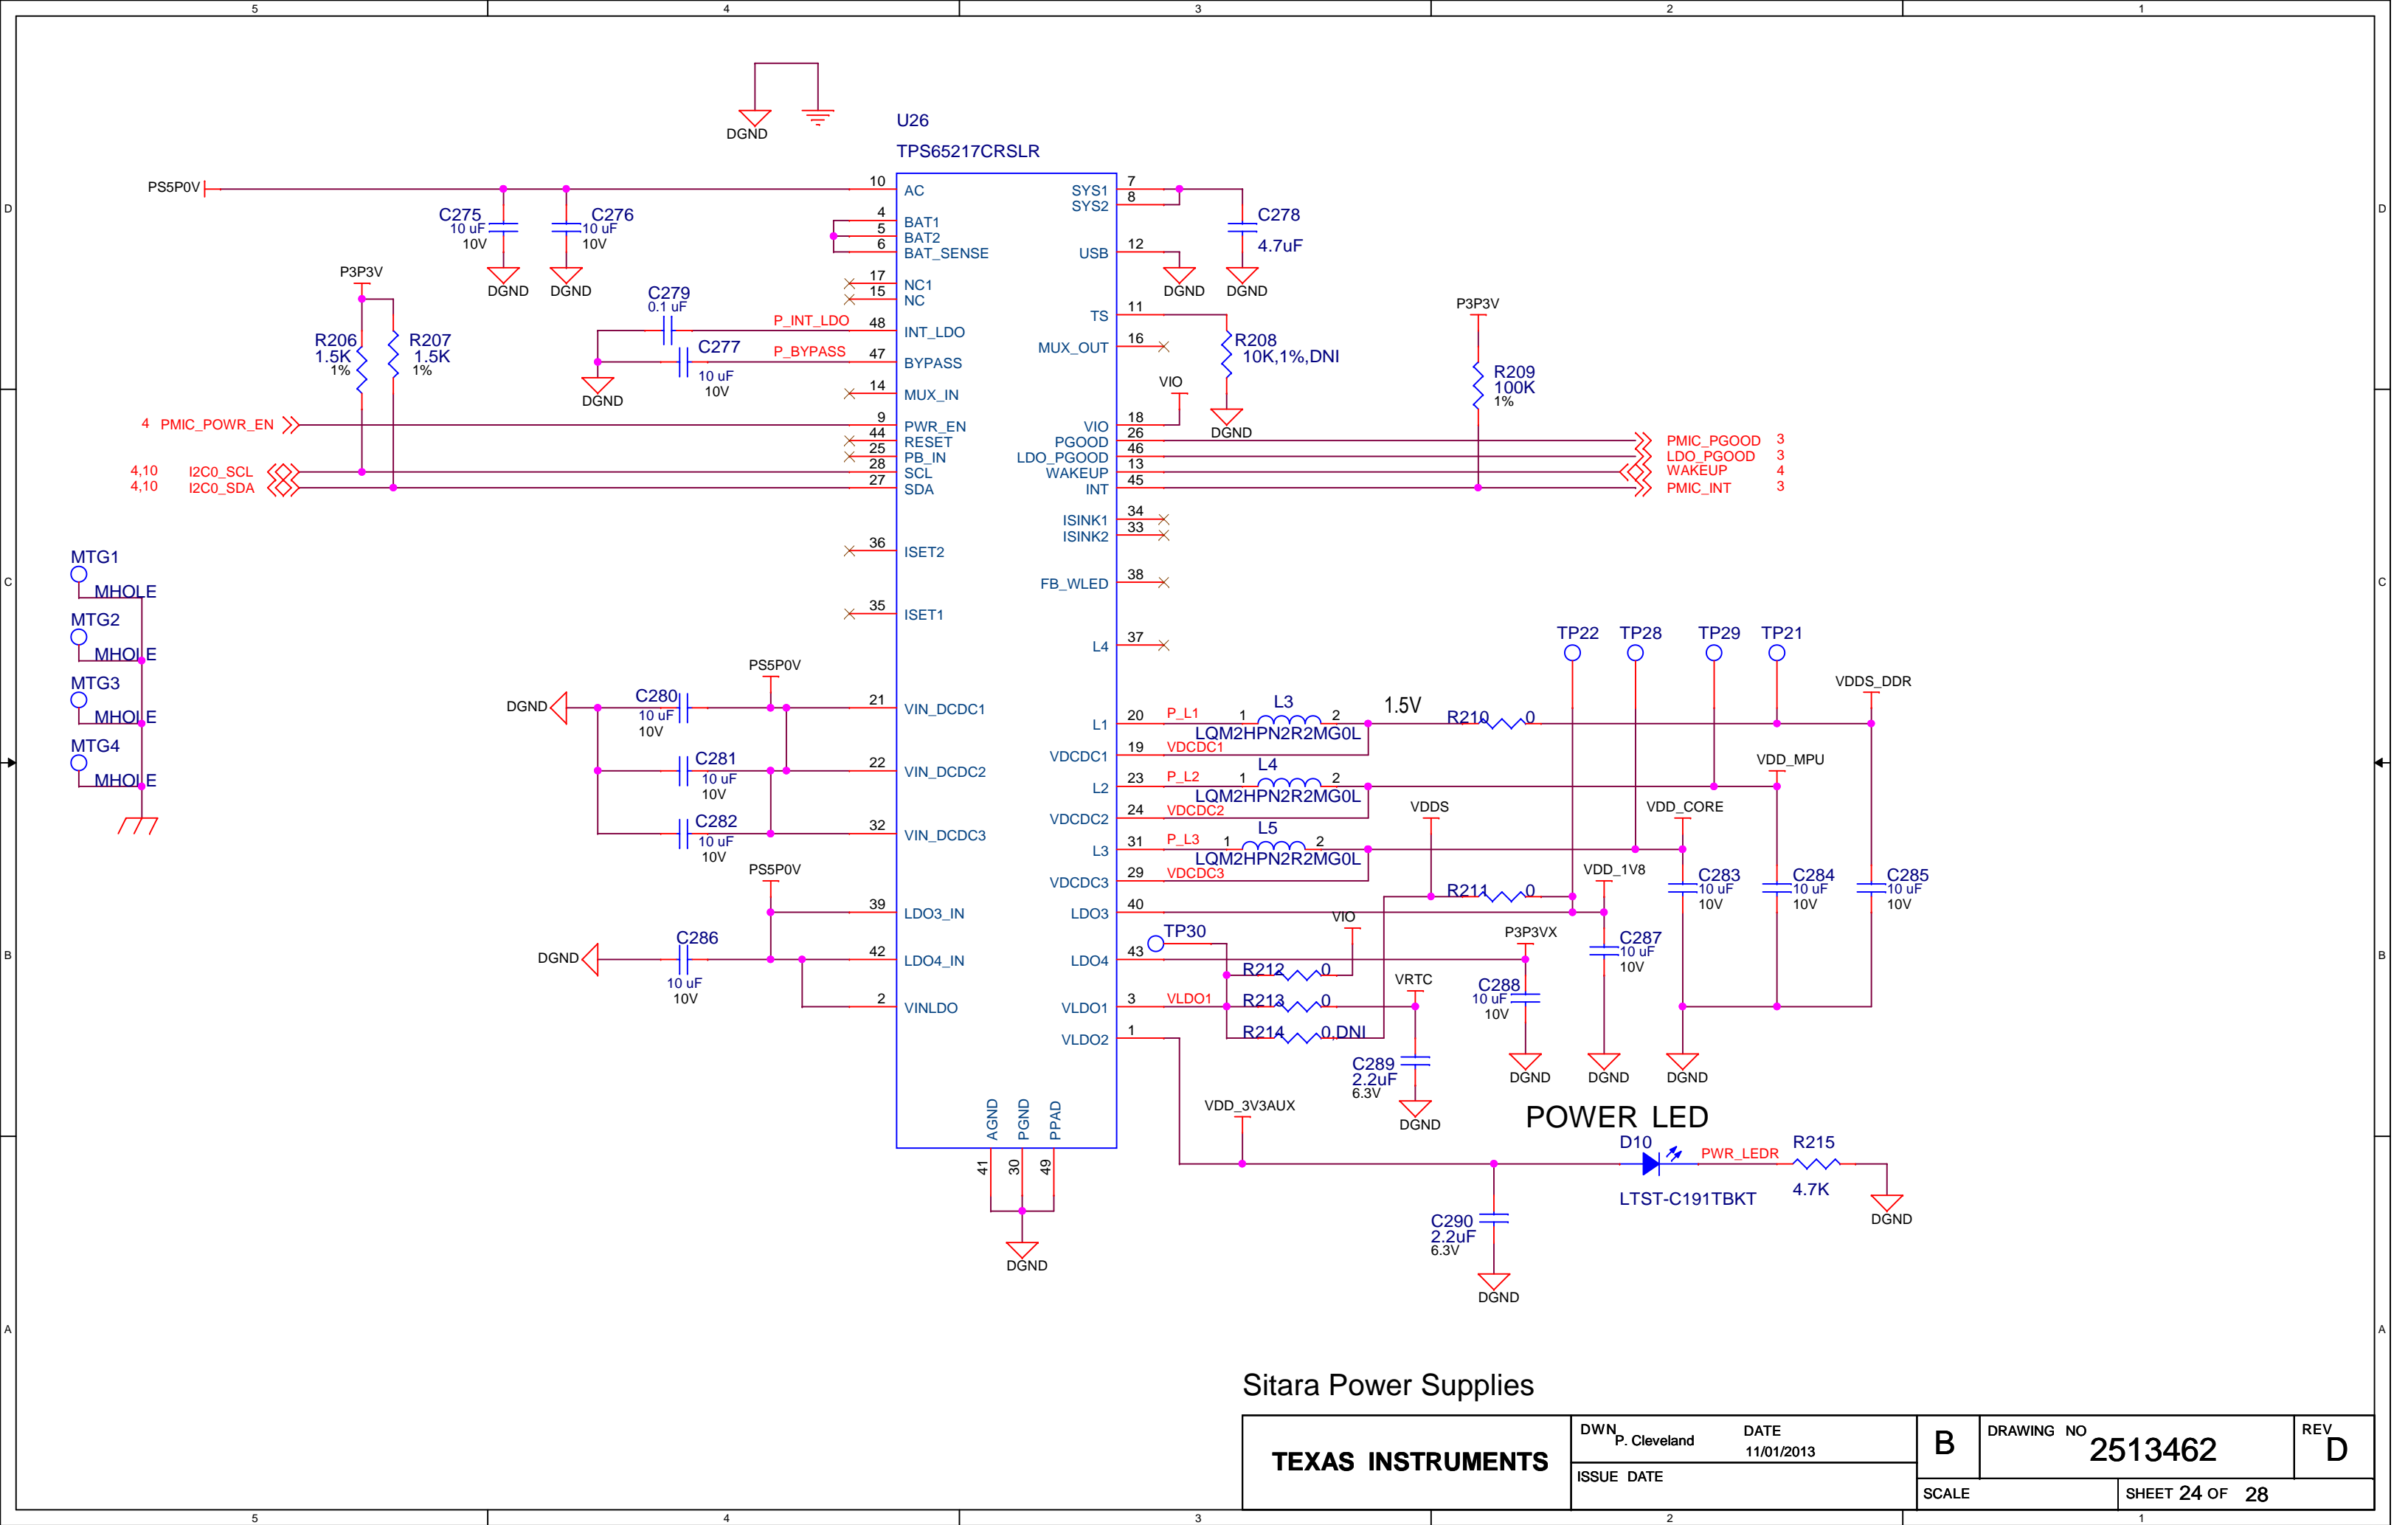 5 4 3 2 1
D D
C C
B B
A A
DGND
U26
TPS65217CRSLR
PS5P0V
C275
10 uF
10V
C276
10 uF
10V
DGND DGND
P3P3V
R206
1.5K
1%
R207
1.5K
1%
C279
0.1 uF
P_INT_LDO
C277
10 uF
10V
P_BYPASS
DGND
4 PMIC_POWR_EN
4,10 I2C0_SCL
4,10 I2C0_SDA
MTG1
MHOLE
MTG2
MHOLE
MTG3
MHOLE
MTG4
MHOLE
10 AC
4 BAT1
5 BAT2
6 BAT_SENSE
17 NC1
15 NC
48 INT_LDO
47 BYPASS
14 MUX_IN
9 PWR_EN
44 RESET
25 PB_IN
28 SCL
27 SDA
36 ISET2
35 ISET1
21 VIN_DCDC1
22 VIN_DCDC2
32 VIN_DCDC3
39 LDO3_IN
42 LDO4_IN
2 VINLDO
PS5P0V
DGND
C280
10 uF
10V
C281
10 uF
10V
C282
10 uF
10V
PS5P0V
DGND
C286
10 uF
10V
AGND PGND PPAD
41 30 49
DGND
SYS1 7
SYS2 8
USB 12
TS 11
MUX_OUT 16
VIO 18
PGOOD 26
LDO_PGOOD 46
WAKEUP 13
INT 45
ISINK1 34
ISINK2 33
FB_WLED 38
L4 37
L1 20
VDCDC1 19
L2 23
VDCDC2 24
L3 31
VDCDC3 29
LDO3 40
LDO4 43
VLDO1 3
VLDO2 1
C278
4.7uF
DGND DGND
R208
10K,1%,DNI
DGND
VIO
P3P3V
R209
100K
1%
PMIC_PGOOD 3
LDO_PGOOD 3
WAKEUP 4
PMIC_INT 3
TP22 TP28 TP29 TP21
VDDS_DDR
P_L1 1 L3 2
LQM2HPN2R2MG0L
VDCDC1
1.5V
R210 0
VDD_MPU
P_L2 1 L4 2
LQM2HPN2R2MG0L
VDCDC2
VDDS
VDD_CORE
P_L3 1 L5 2
LQM2HPN2R2MG0L
VDCDC3
VDD_1V8
R211 0
C283
10 uF
10V
C284
10 uF
10V
C285
10 uF
10V
VIO
TP30
P3P3VX
C287
10 uF
10V
R212 0
VRTC
C288
10 uF
10V
VLDO1
R213 0
R214 0,DNI
C289
2.2uF
6.3V
DGND
DGND DGND DGND
VDD_3V3AUX
POWER LED
D10
LTST-C191TBKT
PWR_LEDR
R215
4.7K
DGND
C290
2.2uF
6.3V
DGND
Sitara Power Supplies
TEXAS INSTRUMENTS
DWN P. Cleveland
DATE 11/01/2013
ISSUE DATE
B
DRAWING NO 2513462
REV D
SCALE
SHEET 24 OF 28
5 4 3 2 1